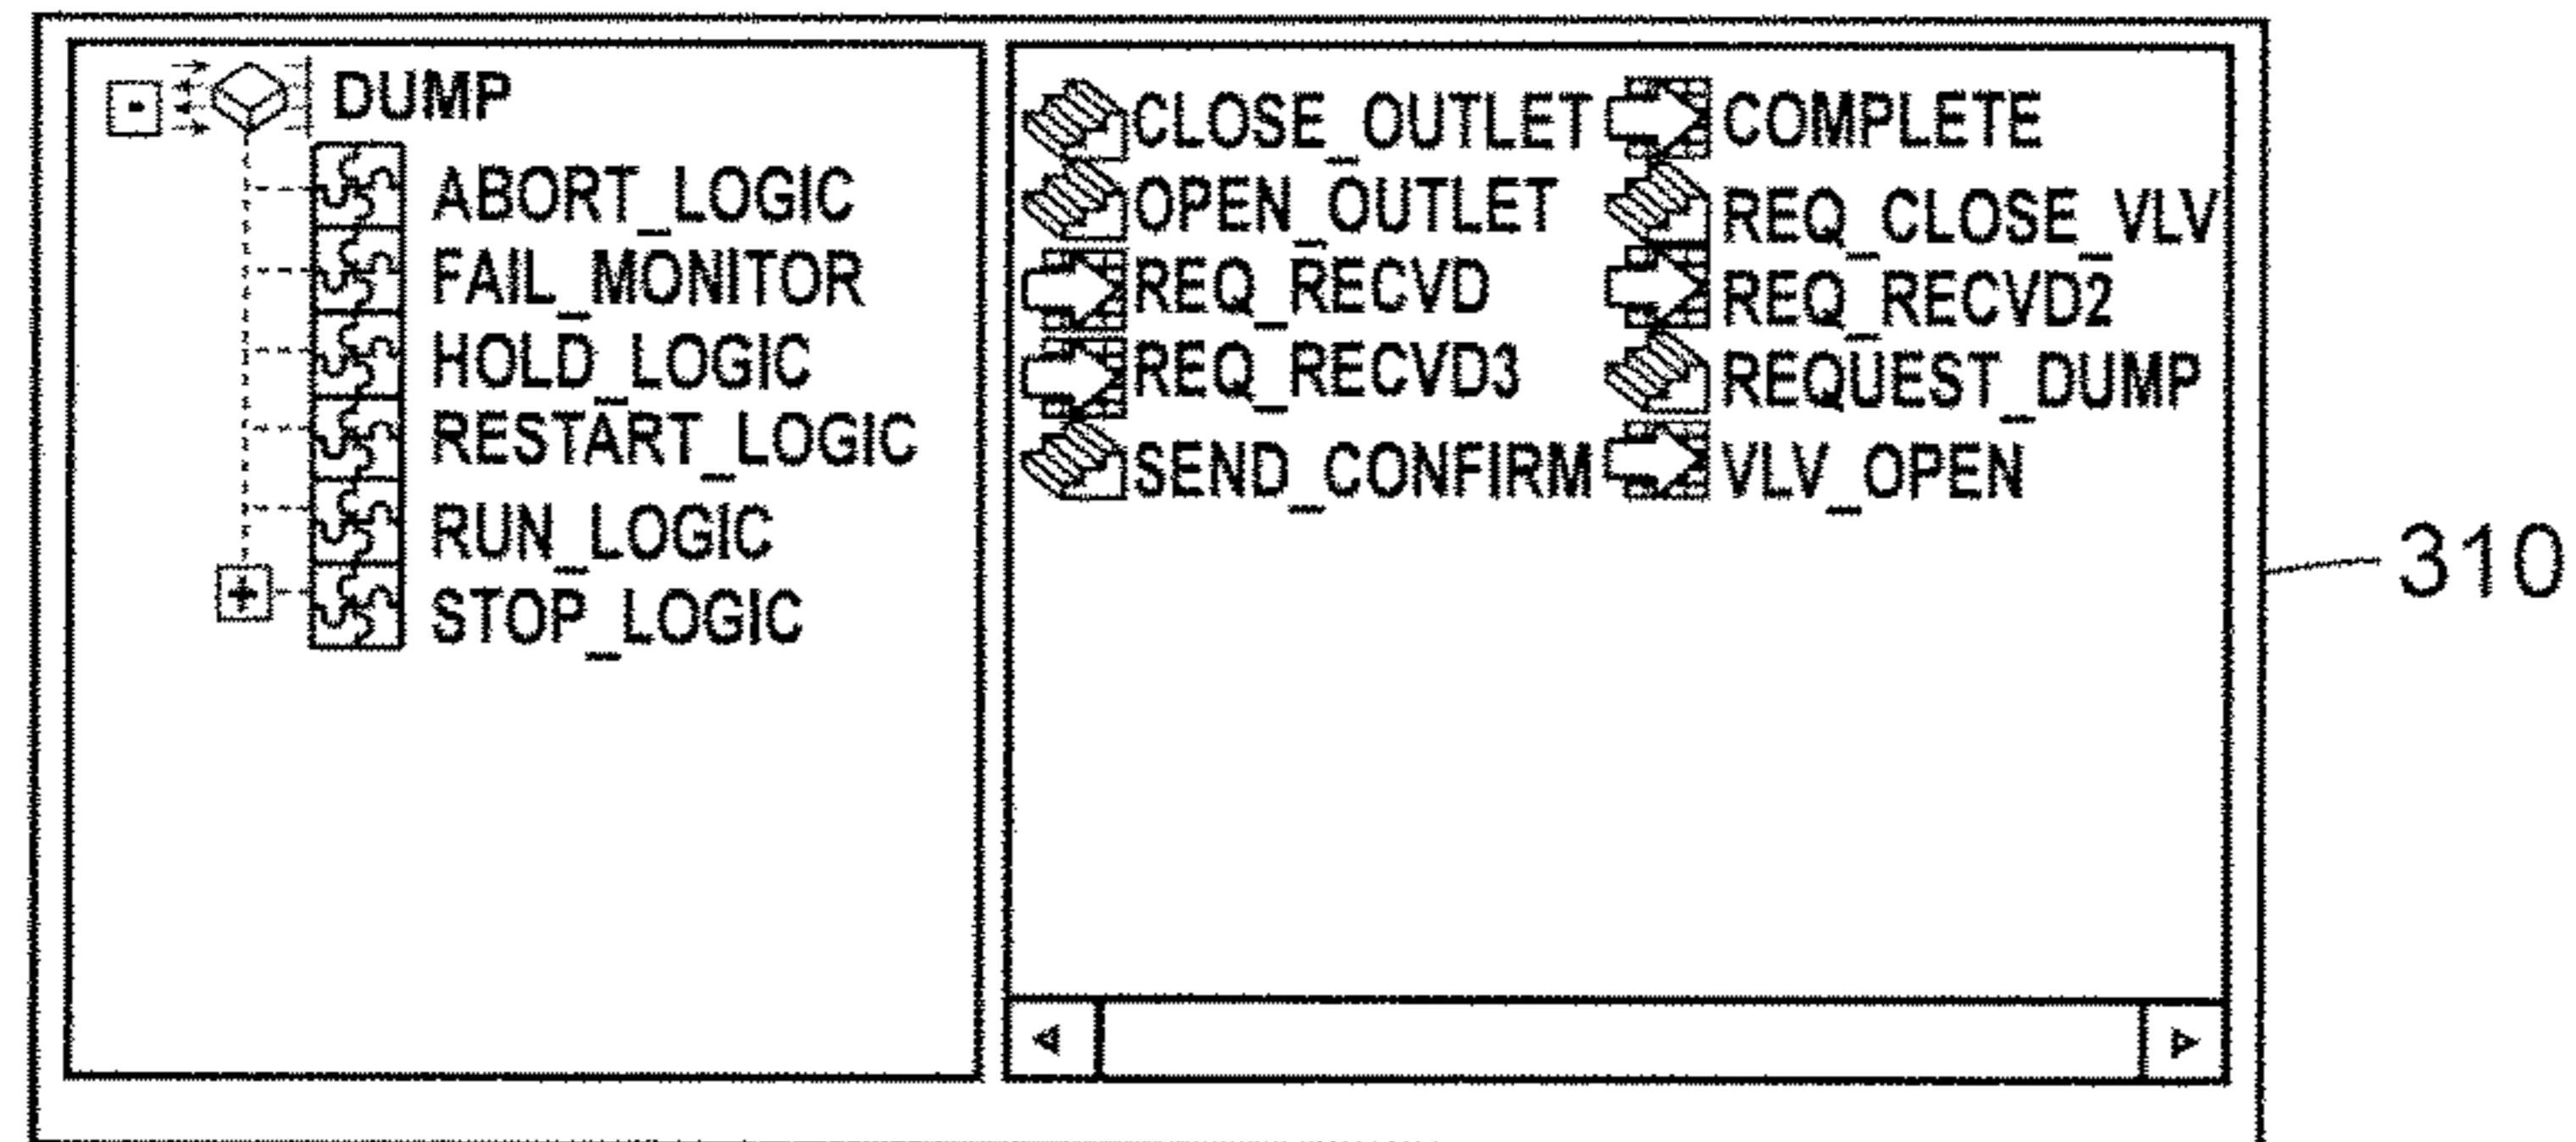 DUMP
ABORT_LOGIC
FAIL_MONITOR
HOLD_LOGIC
RESTART_LOGIC
RUN_LOGIC
STOP_LOGIC
CLOSE_OUTLET COMPLETE
OPEN_OUTLET REQ_CLOSE_VLV
REQ_RECVD REQ_RECVD2
REQ_RECVD3 REQUEST_DUMP
SEND_CONFIRM VLV_OPEN
310